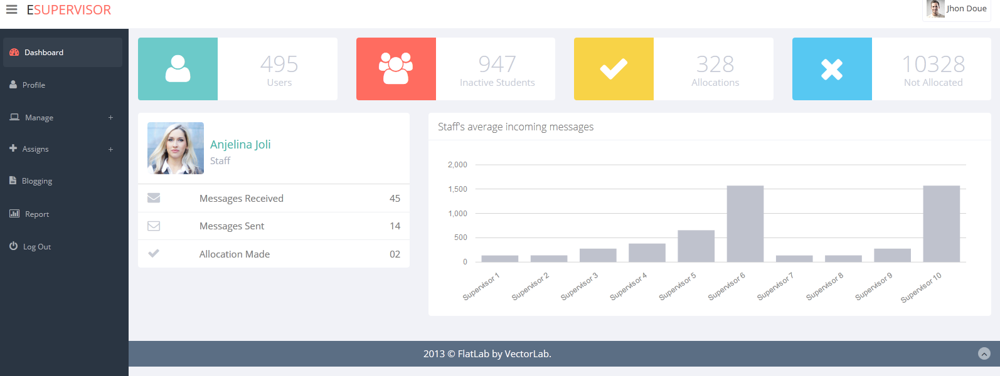 ESUPERVISOR
Jhon Doue
Dashboard
Profile
Manage +
Assigns +
Blogging
Report
Log Out
495
Users
947
Inactive Students
328
Allocations
10328
Not Allocated
Anjelina Joli
Staff
Messages Received 45
Messages Sent 14
Allocation Made 02
Staff's average incoming messages
2,000
1,500
1,000
500
0
Supervisor 1
Supervisor 2
Supervisor 3
Supervisor 4
Supervisor 5
Supervisor 6
Supervisor 7
Supervisor 8
Supervisor 9
Supervisor 10
2013 © FlatLab by VectorLab.